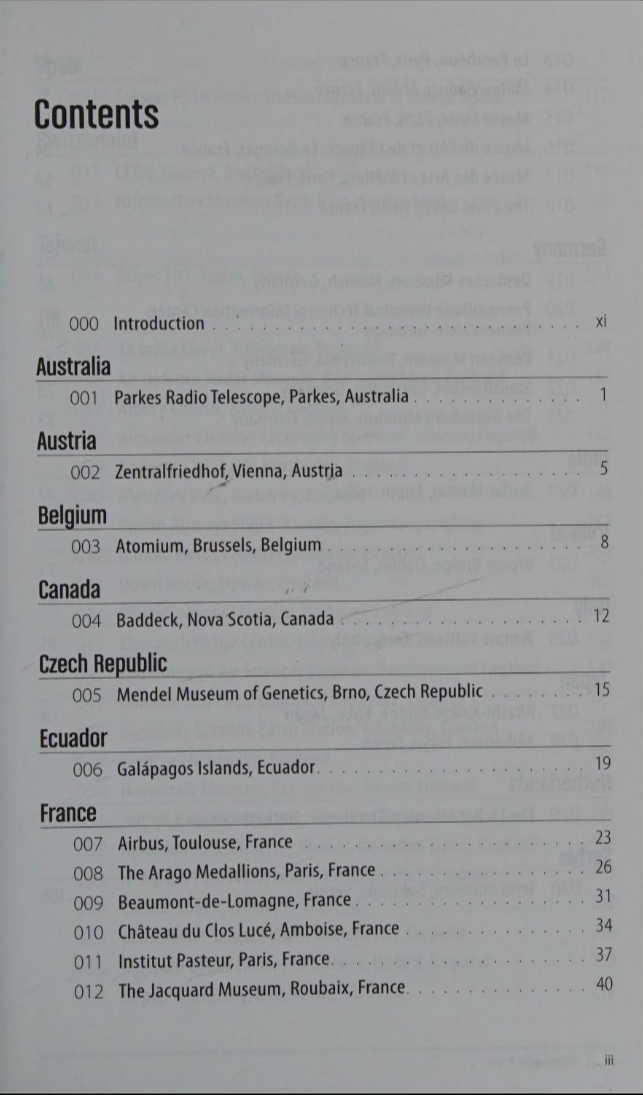 Contents
000 Introduction . . . . . . . . . . . . . . . . . . . . . . . . . . . . . . . . . . . . xi
Australia
001 Parkes Radio Telescope, Parkes, Australia . . . . . . . . . . . . . . . . 1
Austria
002 Zentralfriedhof, Vienna, Austria . . . . . . . . . . . . . . . . . . . . . . 5
Belgium
003 Atomium, Brussels, Belgium . . . . . . . . . . . . . . . . . . . . . . . . 8
Canada
004 Baddeck, Nova Scotia, Canada . . . . . . . . . . . . . . . . . . . . . . 12
Czech Republic
005 Mendel Museum of Genetics, Brno, Czech Republic . . . . . . . . . 15
Ecuador
006 Galápagos Islands, Ecuador. . . . . . . . . . . . . . . . . . . . . . . . 19
France
007 Airbus, Toulouse, France . . . . . . . . . . . . . . . . . . . . . . . . . . 23
008 The Arago Medallions, Paris, France . . . . . . . . . . . . . . . . . . . 26
009 Beaumont-de-Lomagne, France . . . . . . . . . . . . . . . . . . . . . 31
010 Château du Clos Lucé, Amboise, France . . . . . . . . . . . . . . . . 34
011 Institut Pasteur, Paris, France. . . . . . . . . . . . . . . . . . . . . . . 37
012 The Jacquard Museum, Roubaix, France. . . . . . . . . . . . . . . . . 40
iii